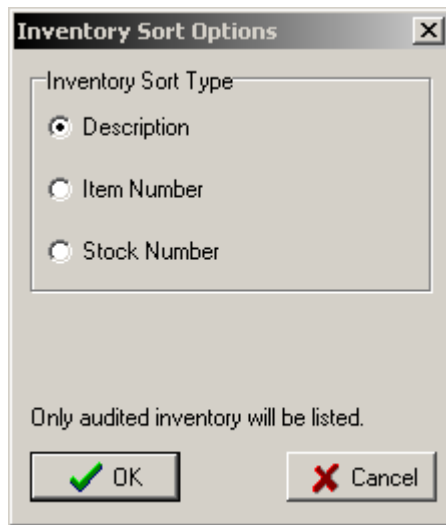 Inventory Sort Options
Inventory Sort Type
Description
Item Number
Stock Number
Only audited inventory will be listed.
OK
Cancel